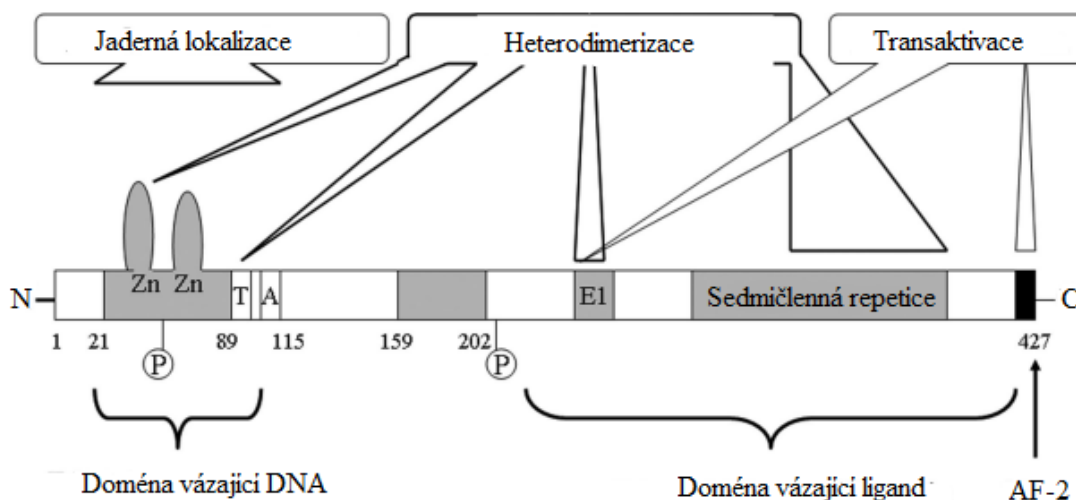 Jaderná lokalizace Heterodimerizace Transaktivace
Zn Zn
N T A E1 Sedmičlenná repetice C
1 21 89 115 159 202 427
P P
Doména vázající DNA Doména vázající ligand AF-2